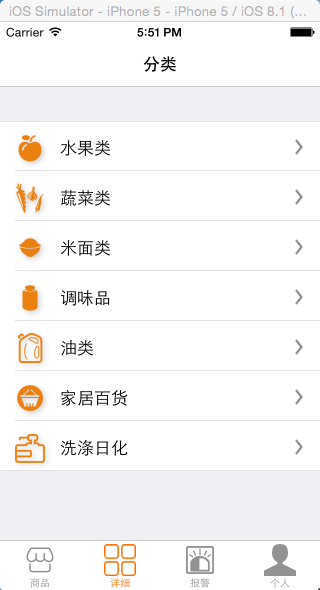 iOS Simulator - iPhone 5 - iPhone 5 / iOS 8.1 (...
Carrier 5:51 PM
分类
水果类
蔬菜类
米面类
调味品
油类
家居百货
洗涤日化
商品 详细 报警 个人